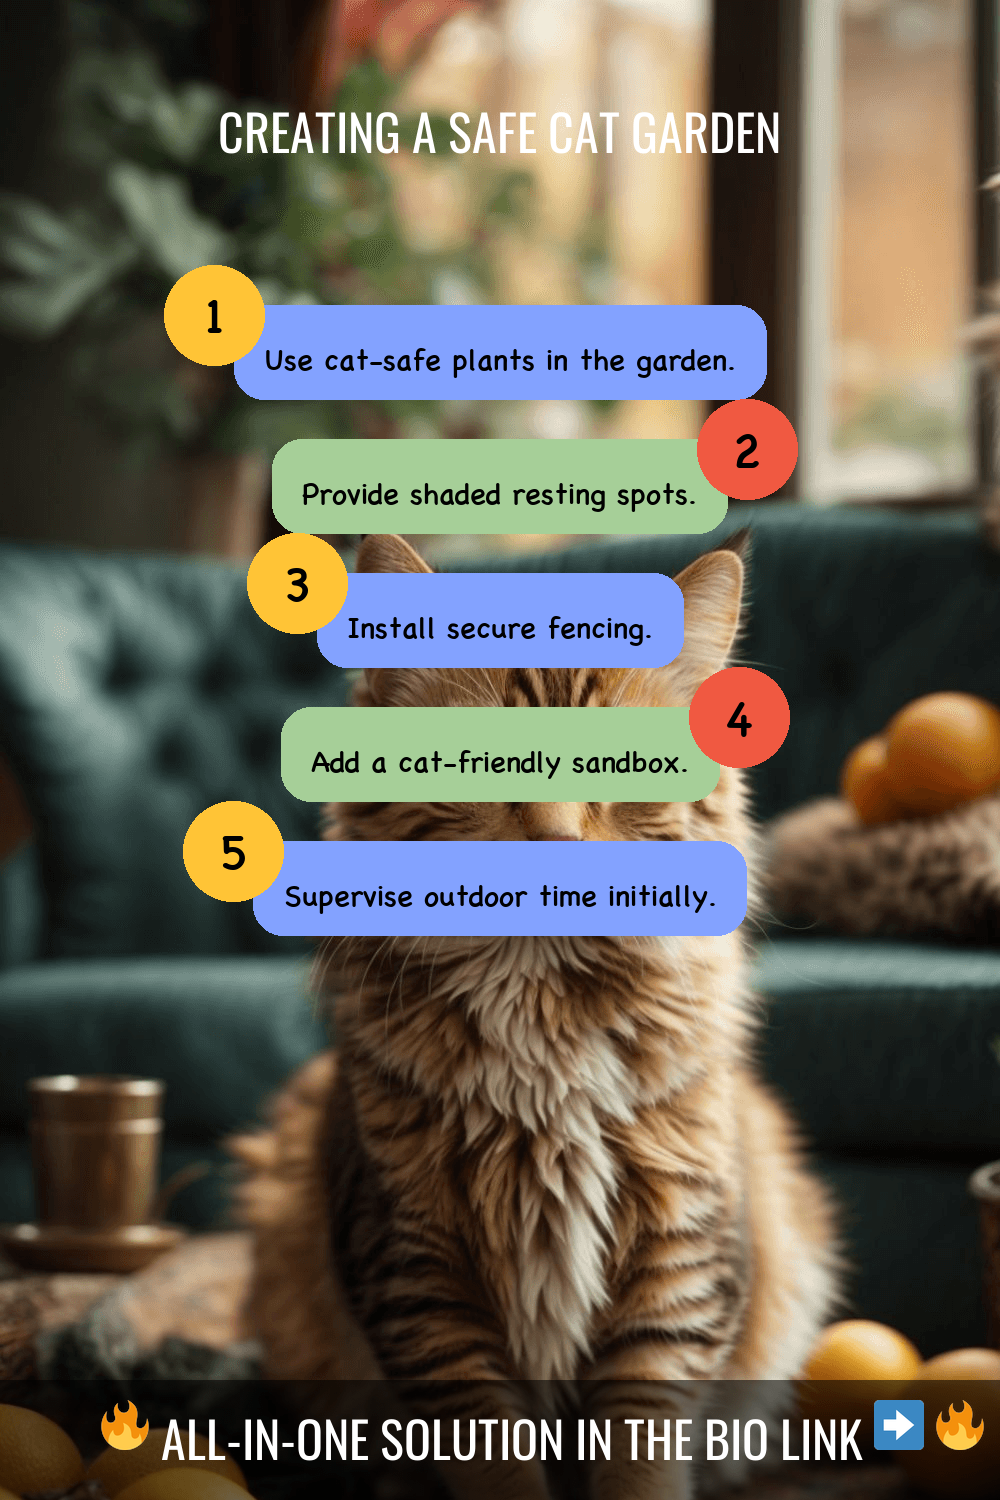 CREATING A SAFE CAT GARDEN
1
Use cat-safe plants in the garden.
2
Provide shaded resting spots.
3
Install secure fencing.
4
Add a cat-friendly sandbox.
5
Supervise outdoor time initially.
🔥 ALL-IN-ONE SOLUTION IN THE BIO LINK ➡️ 🔥